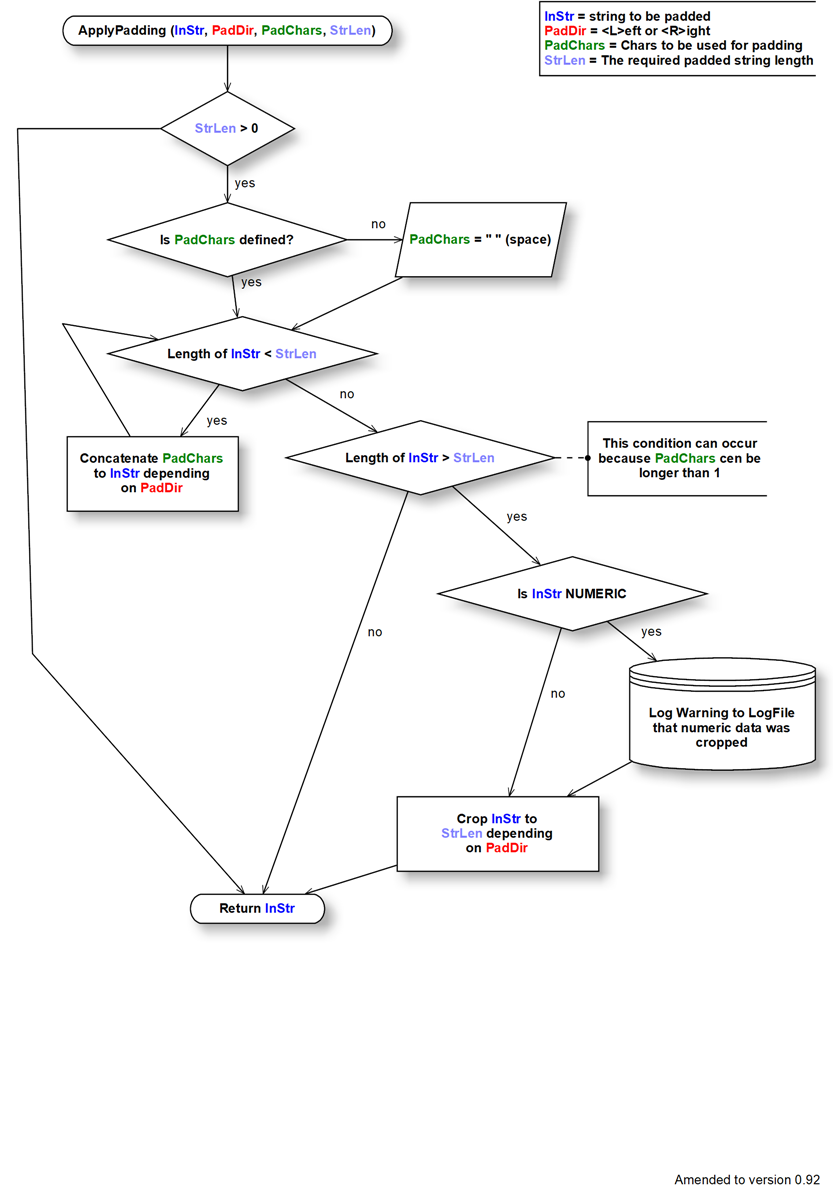 ApplyPadding (InStr, PadDir, PadChars, StrLen)
InStr = string to be padded
PadDir = <L>eft or <R>ight
PadChars = Chars to be used for padding
StrLen = The required padded string length
StrLen > 0
yes
Is PadChars defined?
no
PadChars = " " (space)
yes
Length of InStr < StrLen
yes
no
Concatenate PadChars
to InStr depending
on PadDir
Length of InStr > StrLen
This condition can occur
because PadChars cen be
longer than 1
yes
no
Is InStr NUMERIC
yes
no
Log Warning to LogFile
that numeric data was
cropped
Crop InStr to
StrLen depending
on PadDir
Return InStr
Amended to version 0.92